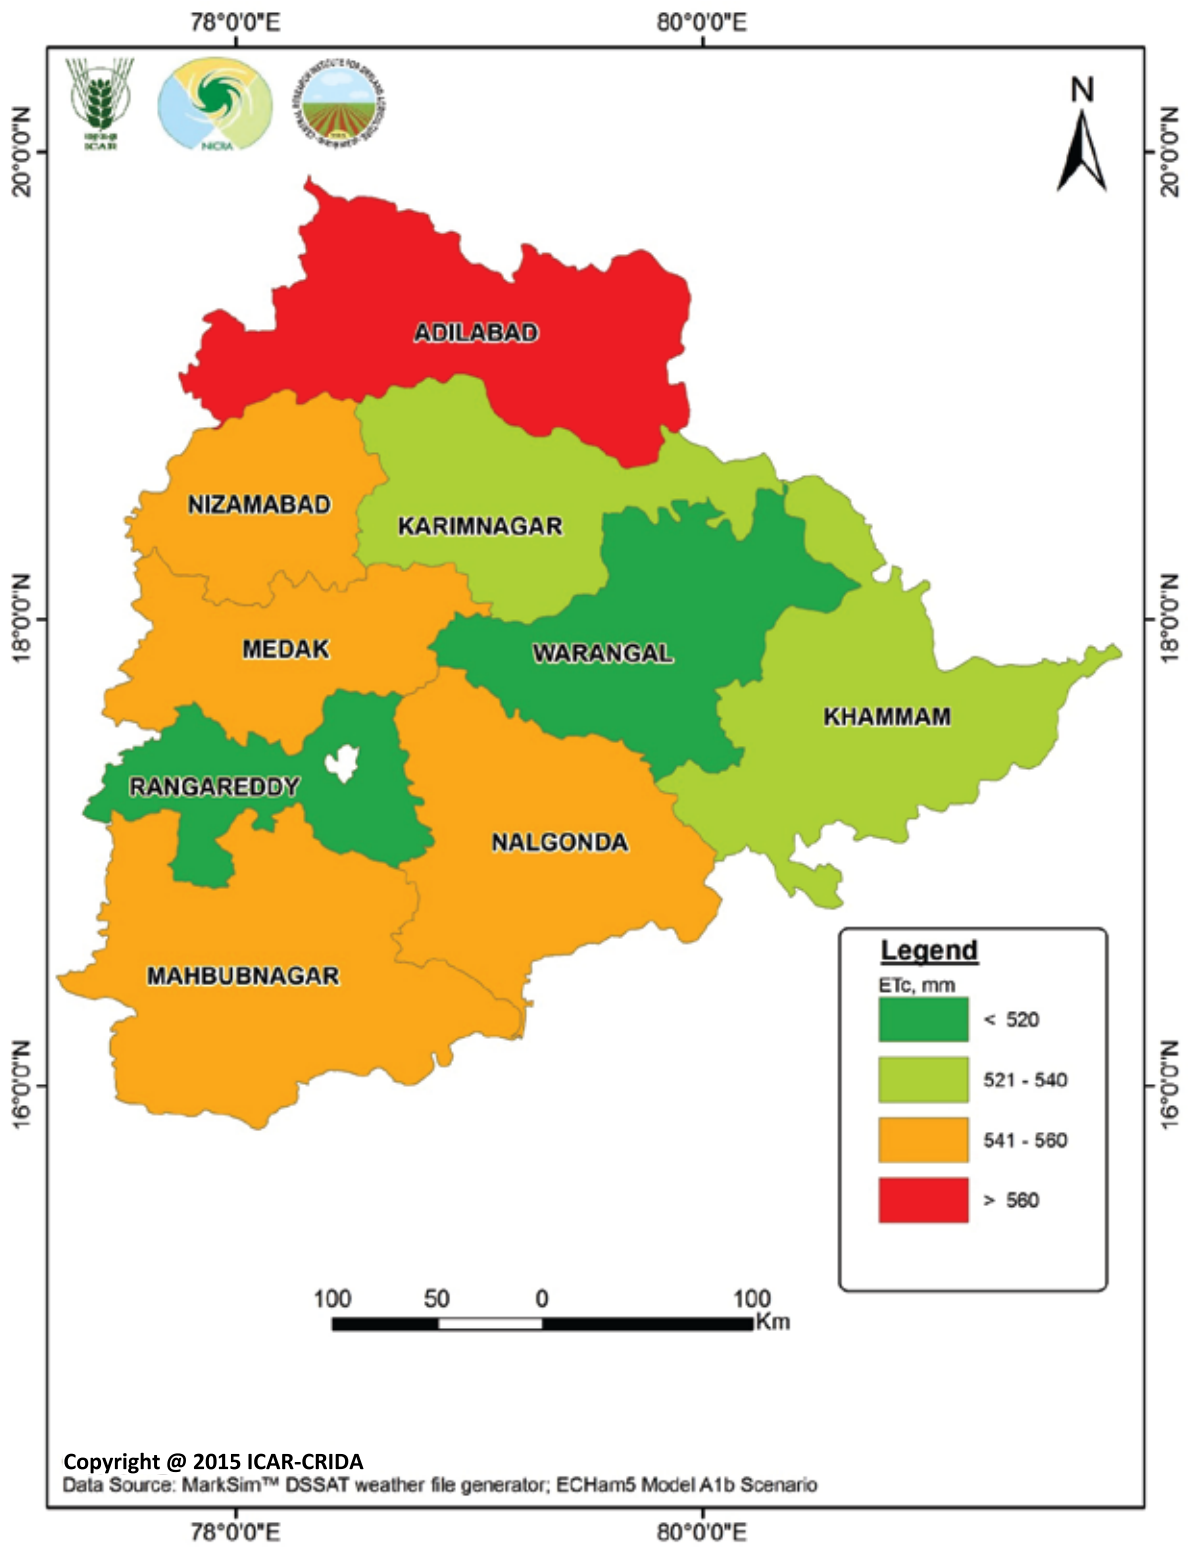 78°0'0"E 80°0'0"E
20°0'0"N 20°0'0"N
ICAR
NICRA
N
ADILABAD
NIZAMABAD
KARIMNAGAR
18°0'0"N 18°0'0"N
MEDAK
WARANGAL
KHAMMAM
RANGAREDDY
NALGONDA
MAHBUBNAGAR
16°0'0"N 16°0'0"N
Legend
ETc, mm
< 520
521 - 540
541 - 560
> 560
100 50 0 100
Km
Copyright @ 2015 ICAR-CRIDA
Data Source: MarkSim™ DSSAT weather file generator; ECHam5 Model A1b Scenario
78°0'0"E 80°0'0"E